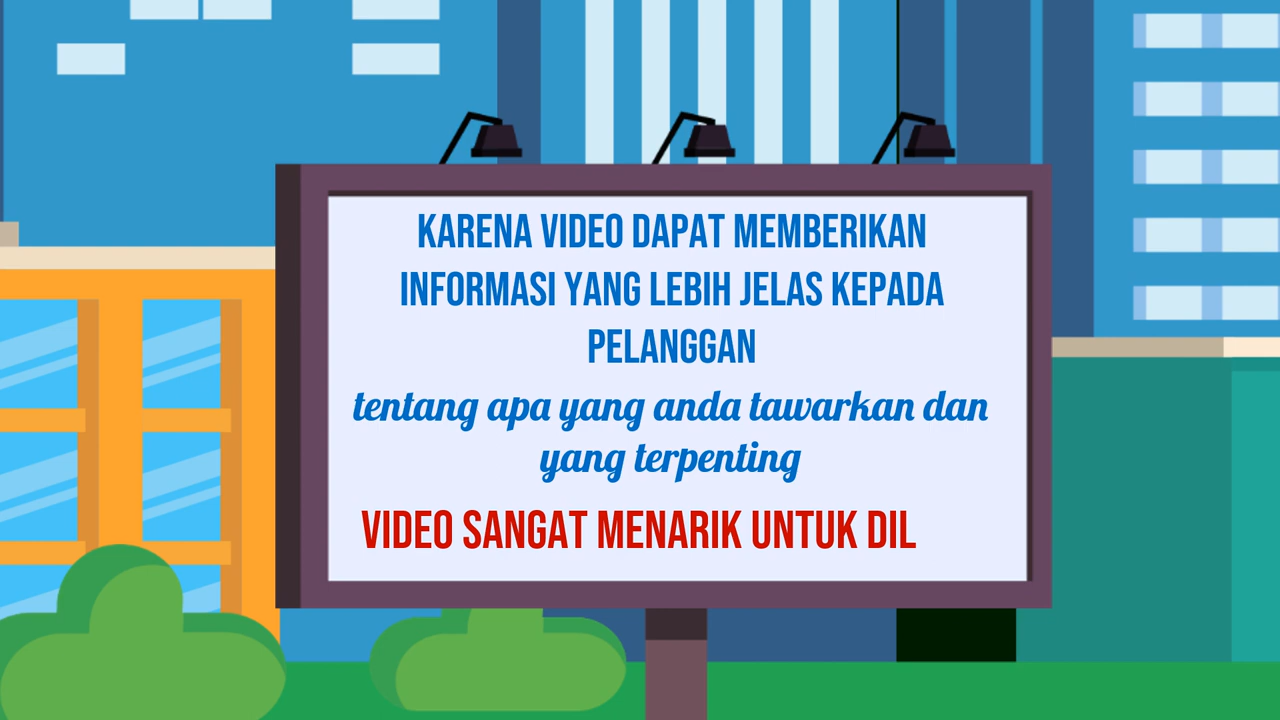 KARENA VIDEO DAPAT MEMBERIKAN
INFORMASI YANG LEBIH JELAS KEPADA
PELANGGAN
tentang apa yang anda tawarkan dan
yang terpenting
VIDEO SANGAT MENARIK UNTUK DIL